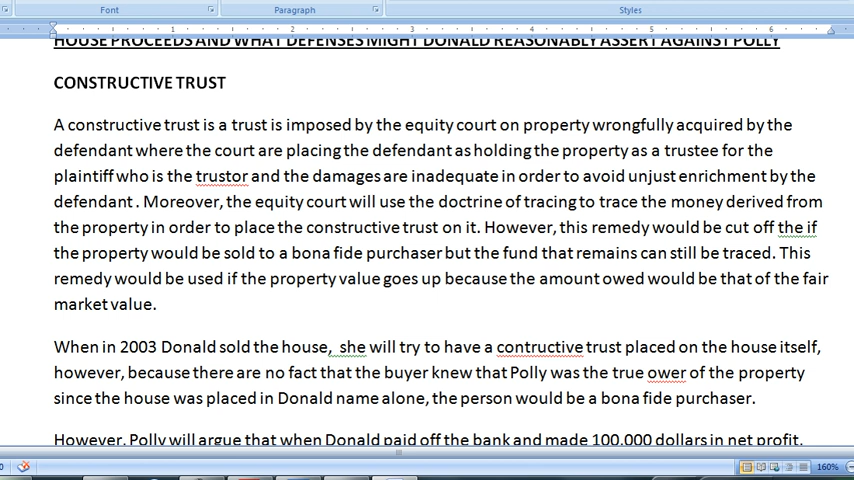 Font Paragraph Styles
1 2 3 4 5 6
HOUSE PROCEEDS AND WHAT DEFENSES MIGHT DONALD REASONABLY ASSERT AGAINST POLLY
CONSTRUCTIVE TRUST
A constructive trust is a trust is imposed by the equity court on property wrongfully acquired by the
defendant where the court are placing the defendant as holding the property as a trustee for the
plaintiff who is the trustor and the damages are inadequate in order to avoid unjust enrichment by the
defendant . Moreover, the equity court will use the doctrine of tracing to trace the money derived from
the property in order to place the constructive trust on it. However, this remedy would be cut off the if
the property would be sold to a bona fide purchaser but the fund that remains can still be traced. This
remedy would be used if the property value goes up because the amount owed would be that of the fair
market value.
When in 2003 Donald sold the house, she will try to have a contructive trust placed on the house itself,
however, because there are no fact that the buyer knew that Polly was the true ower of the property
since the house was placed in Donald name alone, the person would be a bona fide purchaser.
However, Polly will argue that when Donald paid off the bank and made 100,000 dollars in net profit,
160%